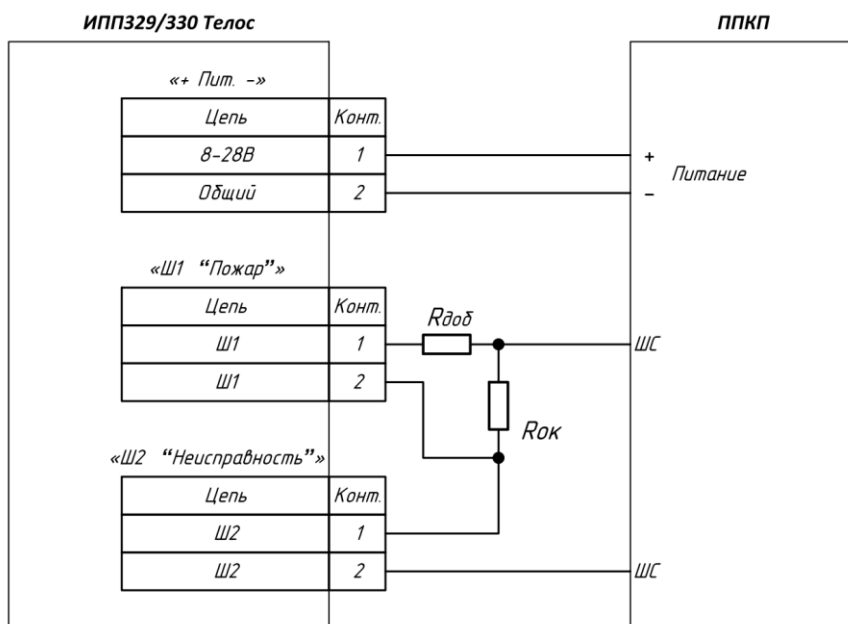 ИПП329/330 Телос ППКП
«+ Пит. -»
Цепь Конт.
8-28В 1 +
Питание
Общий 2 -
«Ш1 “Пожар”»
Цепь Конт.
Rдоб
Ш1 1 ШС
Ш1 2
Rок
«Ш2 “Неисправность”»
Цепь Конт.
Ш2 1
Ш2 2 ШС